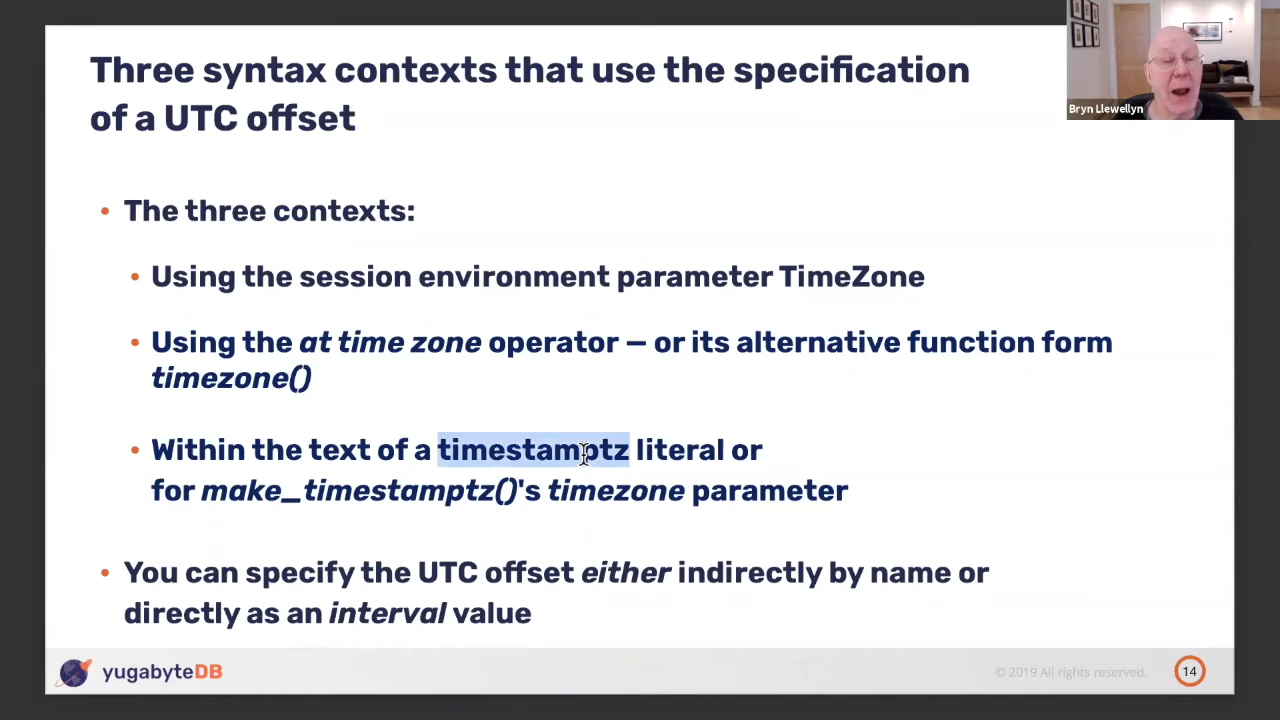 Three syntax contexts that use the specification
of a UTC offset
Bryn Llewellyn
• The three contexts:
• Using the session environment parameter TimeZone
• Using the at time zone operator — or its alternative function form
timezone()
• Within the text of a timestamptz literal or
for make_timestamptz()'s timezone parameter
• You can specify the UTC offset either indirectly by name or
directly as an interval value
yugabyteDB
© 2019 All rights reserved.
14